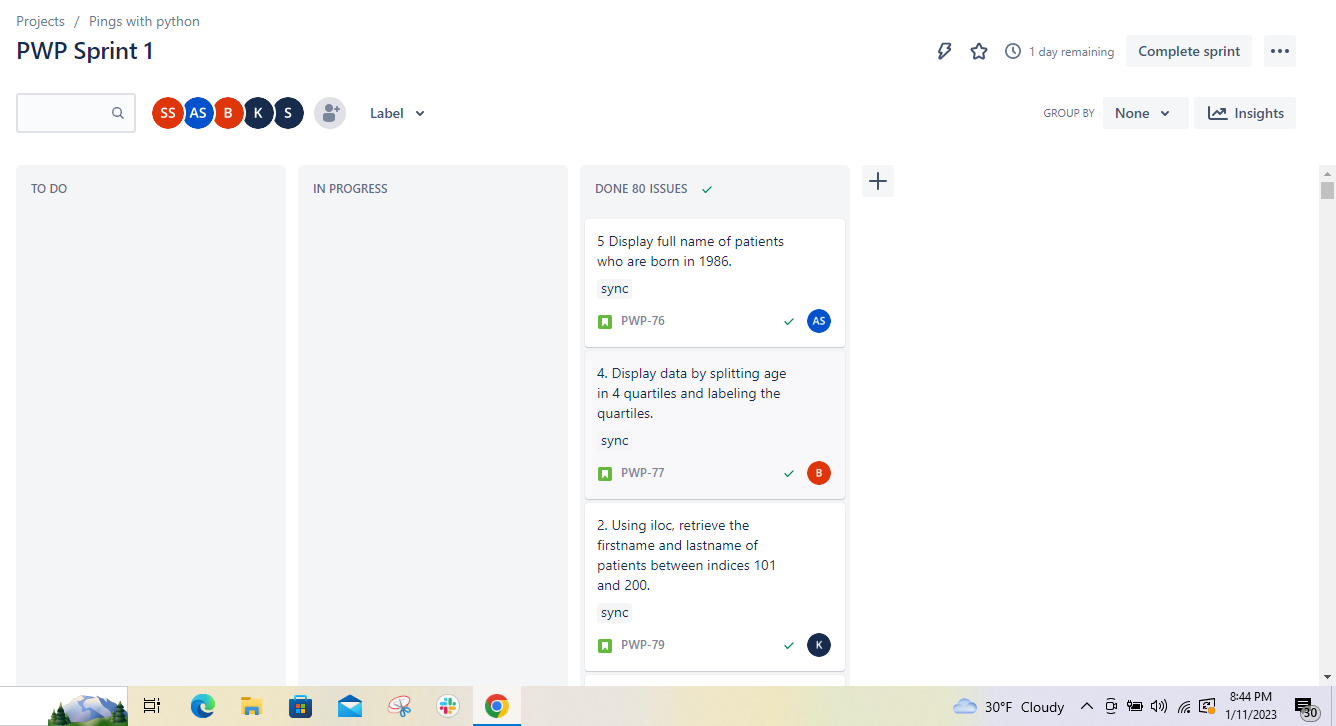 Projects / Pings with python
PWP Sprint 1
1 day remaining
Complete sprint
SS AS B K S
Label
GROUP BY
None
Insights
TO DO
IN PROGRESS
DONE 80 ISSUES
5 Display full name of patients
who are born in 1986.
sync
PWP-76
AS
4. Display data by splitting age
in 4 quartiles and labeling the
quartiles.
sync
PWP-77
B
2. Using iloc, retrieve the
firstname and lastname of
patients between indices 101
and 200.
sync
PWP-79
K
30°F Cloudy
8:44 PM
1/11/2023
30